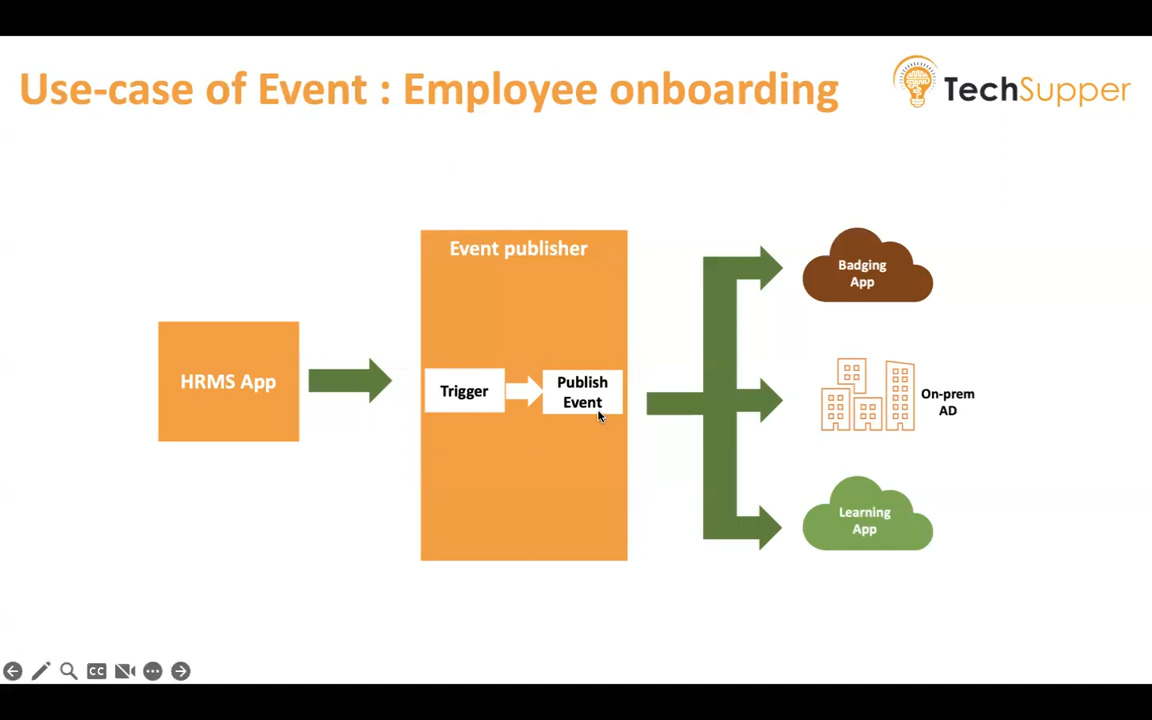 Use-case of Event : Employee onboarding
TechSupper
Event publisher
HRMS App
Trigger
Publish
Event
Badging
App
On-prem
AD
Learning
App
CC